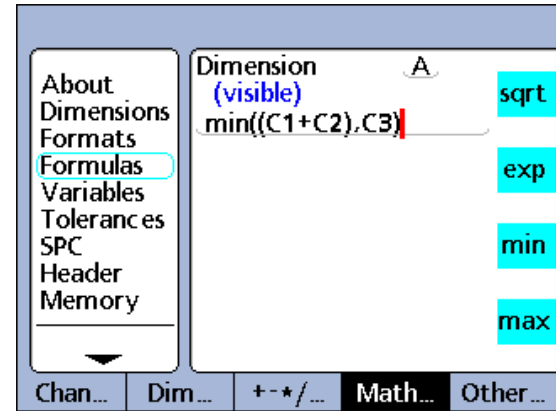 About
Dimensions
Formats
Formulas
Variables
Tolerances
SPC
Header
Memory
Dimension A
(visible)
min((C1+C2),C3)
sqrt
exp
min
max
Chan... Dim... +-*/... Math... Other...